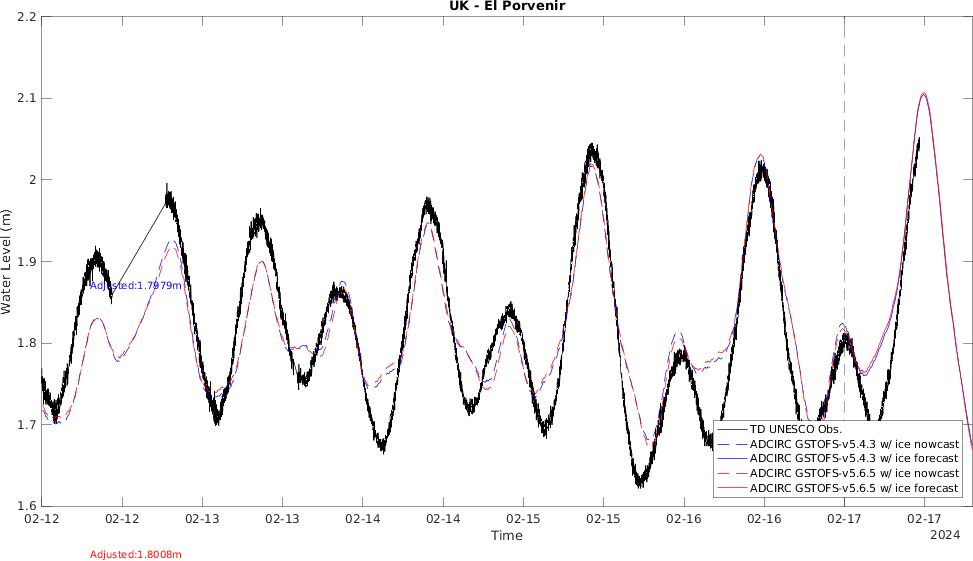 UK - El Porvenir
2.2
2.1
2
1.9
1.8
1.7
1.6
Water Level (m)
Adjusted:1.7979m
TD UNESCO Obs.
ADCIRC GSTOFS-v5.4.3 w/ ice nowcast
ADCIRC GSTOFS-v5.4.3 w/ ice forecast
ADCIRC GSTOFS-v5.6.5 w/ ice nowcast
ADCIRC GSTOFS-v5.6.5 w/ ice forecast
02-12 02-12 02-13 02-13 02-14 02-14 02-15 02-15 02-16 02-16 02-17 02-17
Time
2024
Adjusted:1.8008m